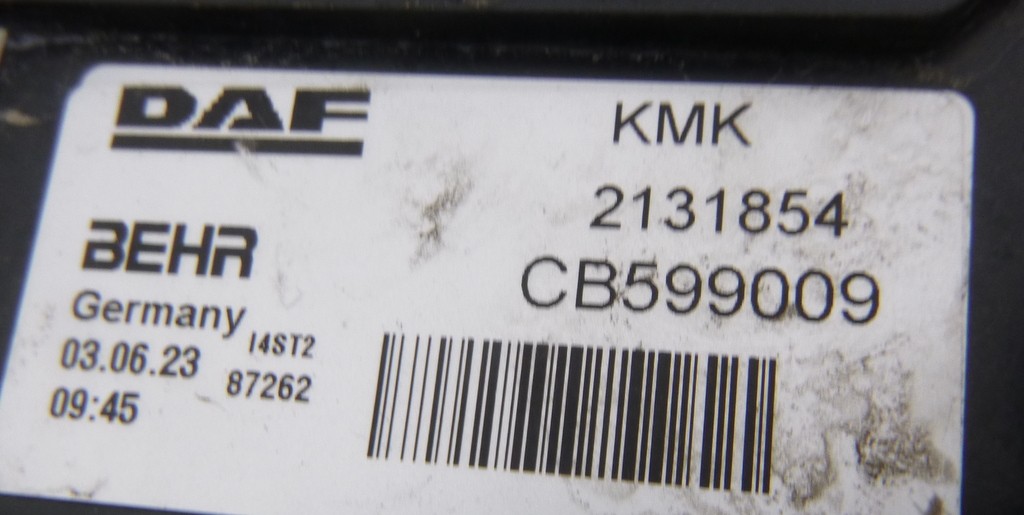 DAF
KMK
2131854
CB599009
BEHR
Germany
14ST2
03.06.23
87262
09:45